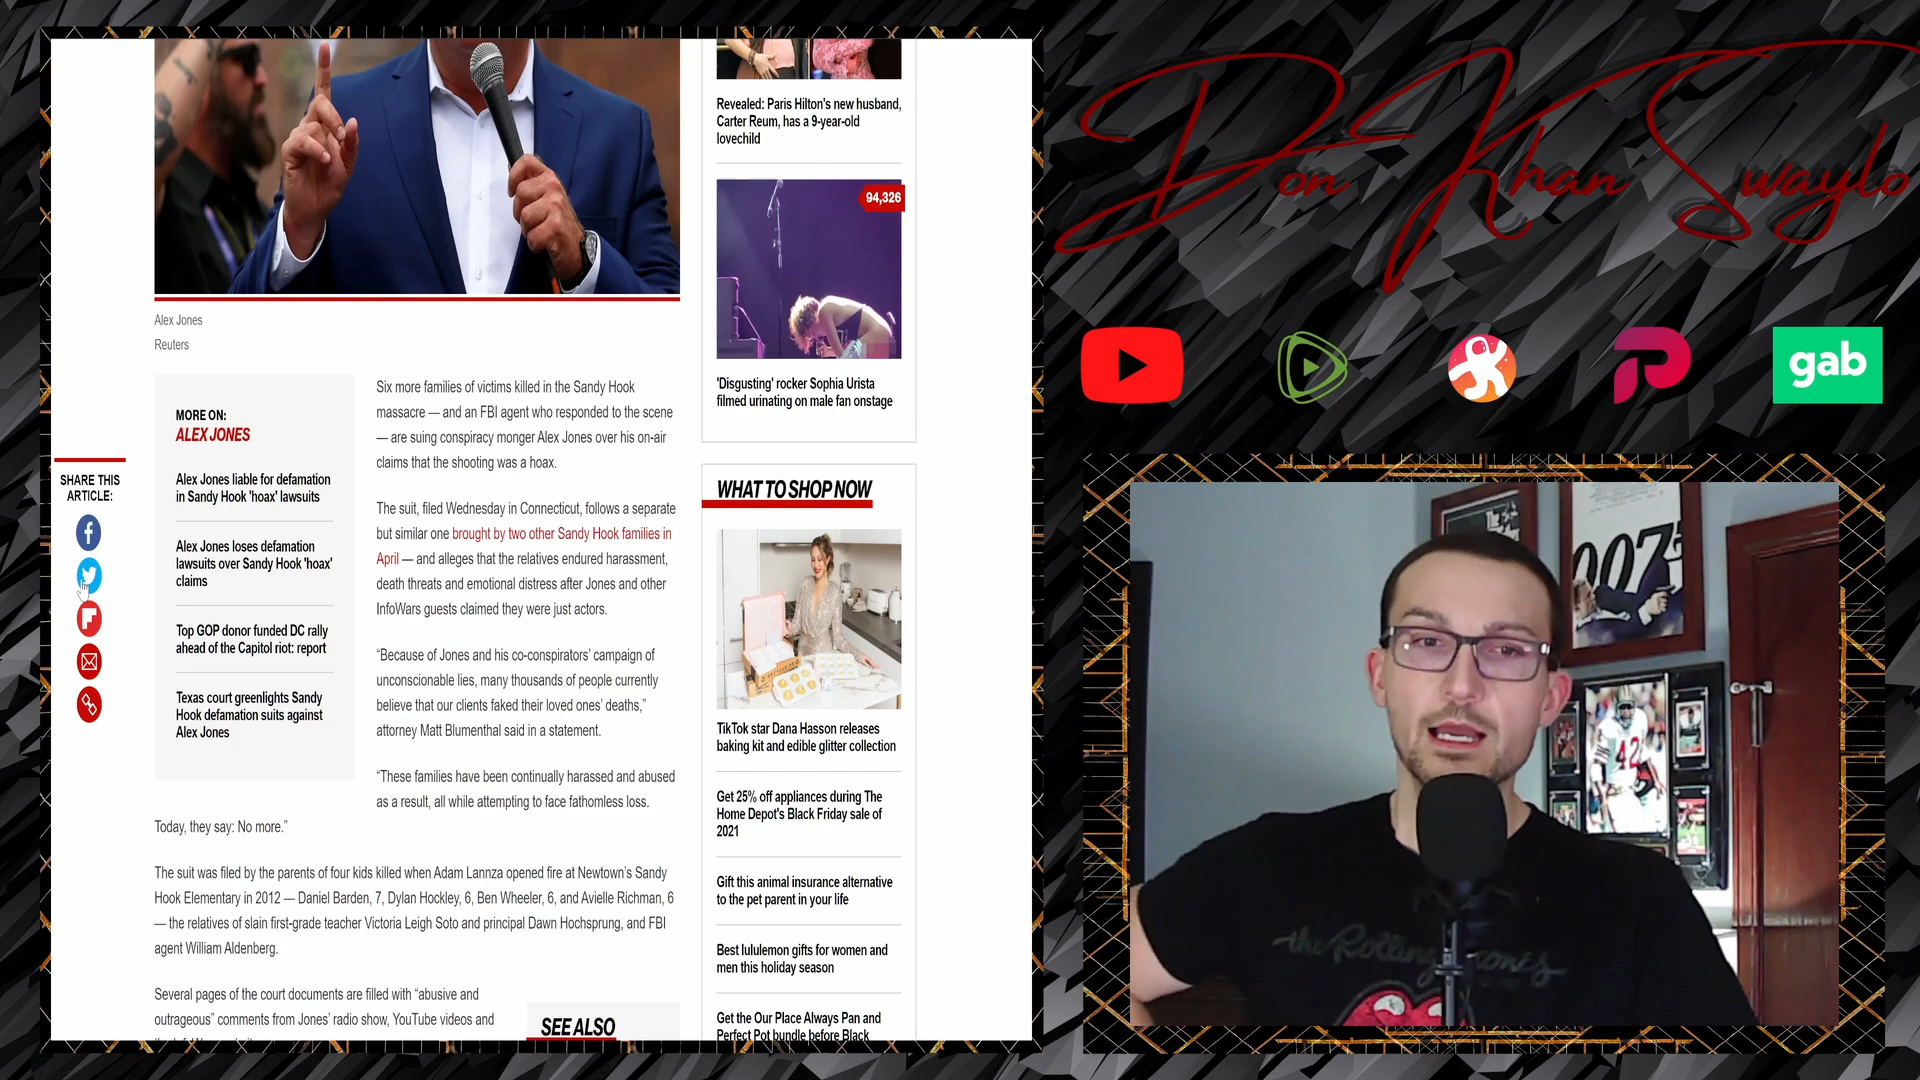 Alex Jones
Reuters
MORE ON:
ALEX JONES
Alex Jones liable for defamation
in Sandy Hook 'hoax' lawsuits
Alex Jones loses defamation
lawsuits over Sandy Hook 'hoax'
claims
Top GOP donor funded DC rally
ahead of the Capitol riot: report
Texas court greenlights Sandy
Hook defamation suits against
Alex Jones
SHARE THIS
ARTICLE:
Six more families of victims killed in the Sandy Hook
massacre — and an FBI agent who responded to the scene
— are suing conspiracy monger Alex Jones over his on-air
claims that the shooting was a hoax.
The suit, filed Wednesday in Connecticut, follows a separate
but similar one brought by two other Sandy Hook families in
April — and alleges that the relatives endured harassment,
death threats and emotional distress after Jones and other
InfoWars guests claimed they were just actors.
“Because of Jones and his co-conspirators’ campaign of
unconscionable lies, many thousands of people currently
believe that our clients faked their loved ones’ deaths,”
attorney Matt Blumenthal said in a statement.
“These families have been continually harassed and abused
as a result, all while attempting to face fathomless loss.
Today, they say: No more.”
The suit was filed by the parents of four kids killed when Adam Lannza opened fire at Newtown’s Sandy
Hook Elementary in 2012 — Daniel Barden, 7, Dylan Hockley, 6, Ben Wheeler, 6, and Avielle Richman, 6
— the relatives of slain first-grade teacher Victoria Leigh Soto and principal Dawn Hochsprung, and FBI
agent William Aldenberg.
Several pages of the court documents are filled with “abusive and
outrageous” comments from Jones’ radio show, YouTube videos and
SEE ALSO
Revealed: Paris Hilton's new husband,
Carter Reum, has a 9-year-old
lovechild
94,326
'Disgusting' rocker Sophia Urista
filmed urinating on male fan onstage
WHAT TO SHOP NOW
TikTok star Dana Hasson releases
baking kit and edible glitter collection
Get 25% off appliances during The
Home Depot's Black Friday sale of
2021
Gift this animal insurance alternative
to the pet parent in your life
Best lululemon gifts for women and
men this holiday season
Get the Our Place Always Pan and
Perfect Pot bundle before Black
Don Khan Swaylo
gab
007
42
the Rolling Stones